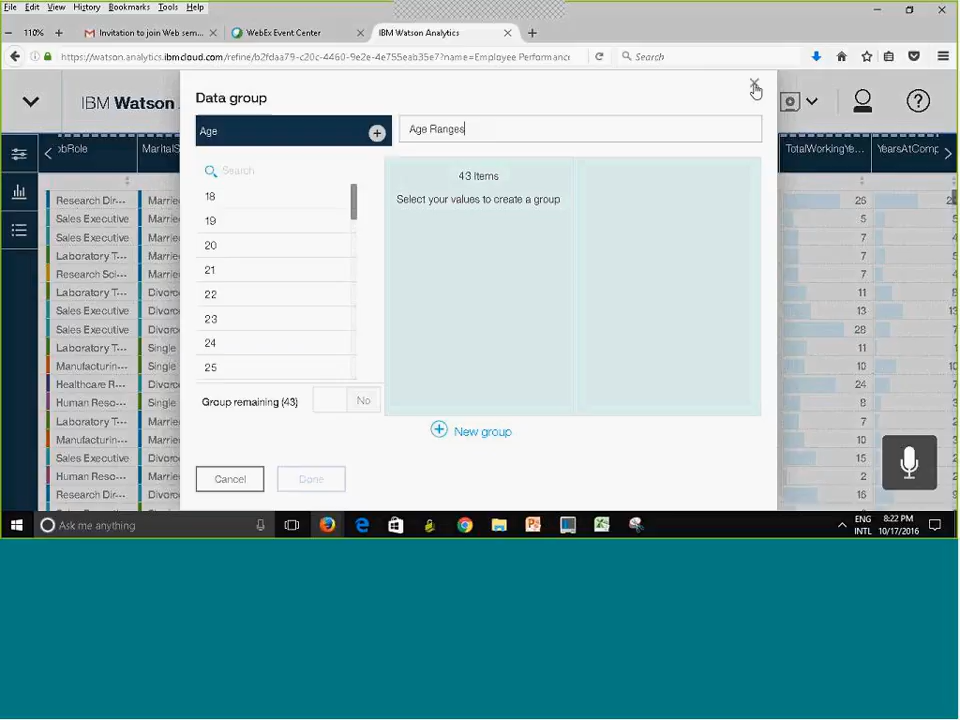 File Edit View History Bookmarks Tools Help
110% Invitation to join Web sem... WebEx Event Center IBM Watson Analytics
https://watson.analytics.ibmcloud.com/refine/b2fdaa79-c20c-4460-9e2e-4e755eab35e7?name=Employee Performanc Search
IBM Watson
Data group
Age
Age Ranges
JobRole MaritalS
TotalWorkingYe... YearsAtComp
Search
43 Items
Select your values to create a group
18
19
20
21
22
23
24
25
Group remaining (43) No
New group
Cancel Done
Research Dir--- Marrie 26 2
Sales Executive Marrie 5
Sales Executive Marrie 7
Laboratory T--- Marrie 7
Research Sci--- Marrie 7
Laboratory T--- Divorc 11
Sales Executive Divorc 13
Sales Executive Divorc 28
Laboratory T--- Single 11
Manufacturin--- Marrie 10
Healthcare R--- Divorc 24
Human Reso--- Single 8
Laboratory T--- Marrie 7
Manufacturin--- Marrie 10
Sales Executive Divorc 15
Human Reso--- Marrie 2
Research Dir--- Marrie 16
Ask me anything
ENG 8:22 PM
INTL 10/17/2016